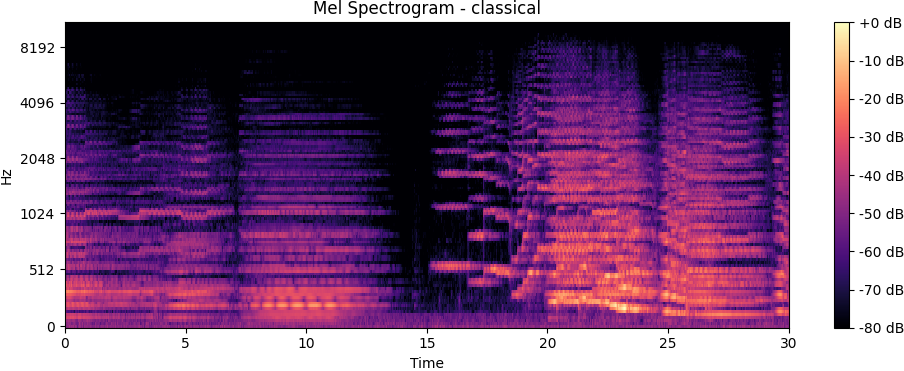 Mel Spectrogram - classical
Hz
8192
4096
2048
1024
512
0
0 5 10 15 20 25 30
Time
+0 dB
-10 dB
-20 dB
-30 dB
-40 dB
-50 dB
-60 dB
-70 dB
-80 dB